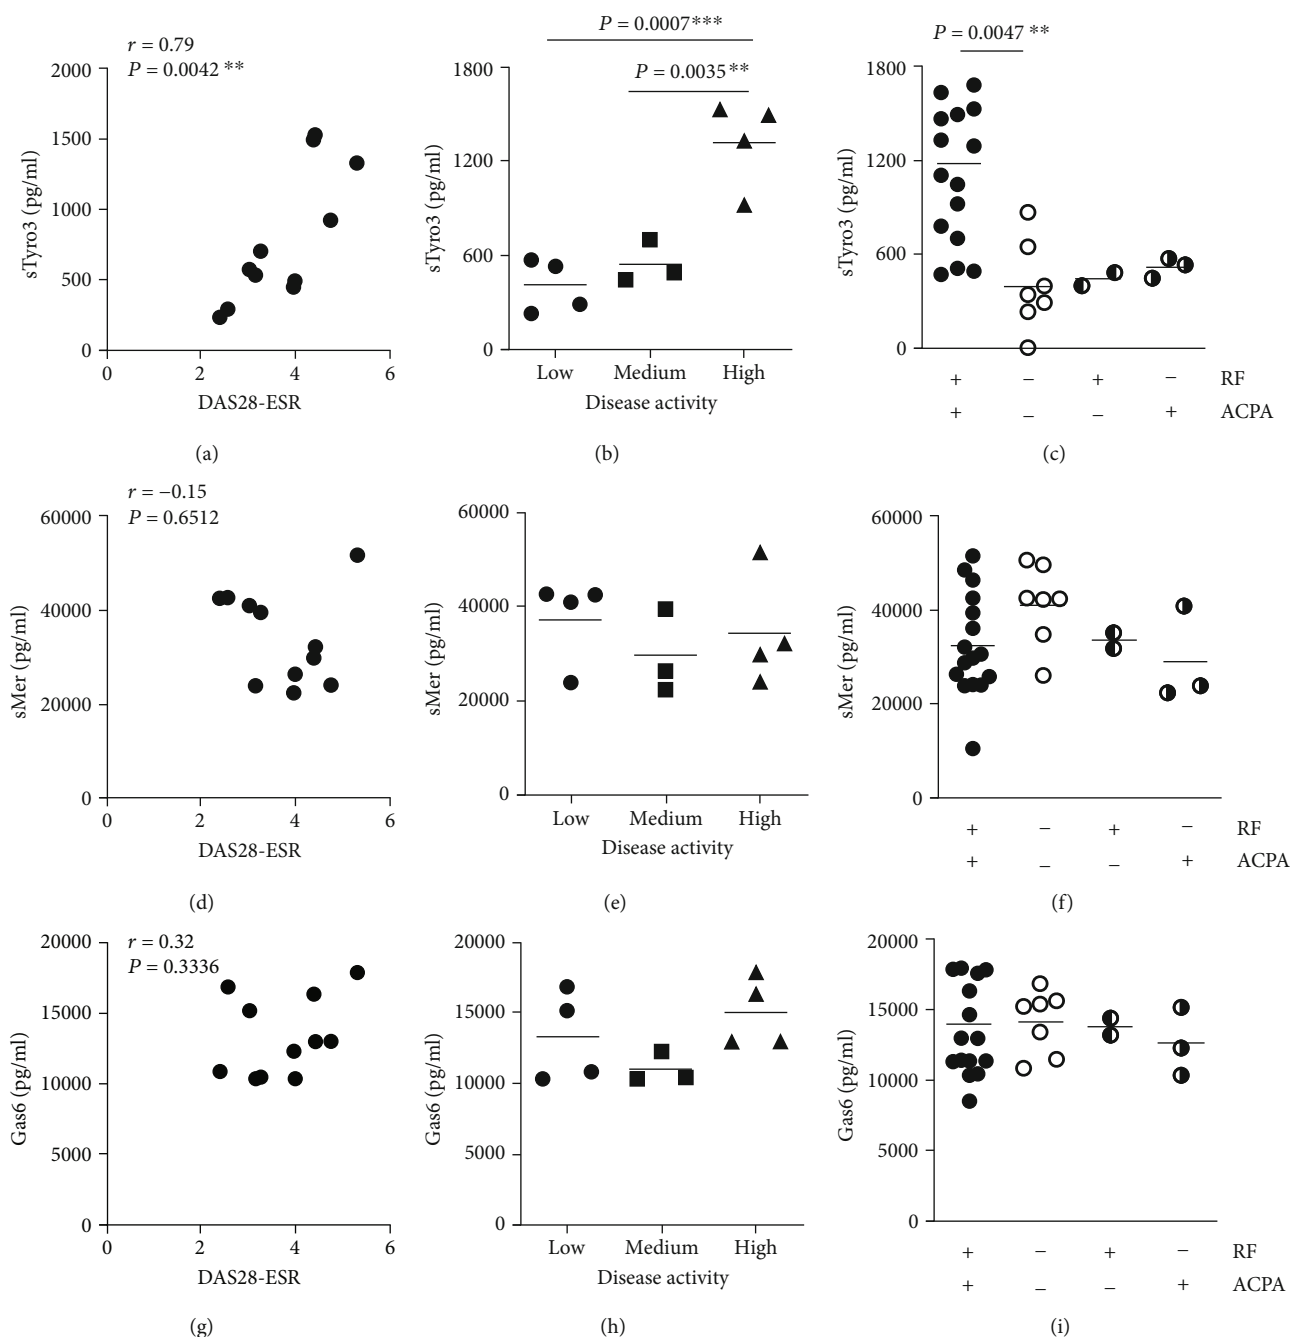 r = 0.79
P = 0.0042 **
sTyro3 (pg/ml)
2000
1500
1000
500
0
0 2 4 6
DAS28-ESR
(a)
P = 0.0007***
P = 0.0035**
sTyro3 (pg/ml)
1800
1200
600
0
Low Medium High
Disease activity
(b)
P = 0.0047 **
sTyro3 (pg/ml)
1800
1200
600
0
+ − + − RF
+ − − + ACPA
(c)
r = −0.15
P = 0.6512
sMer (pg/ml)
60000
40000
20000
0
0 2 4 6
DAS28-ESR
(d)
sMer (pg/ml)
60000
40000
20000
0
Low Medium High
Disease activity
(e)
sMer (pg/ml)
60000
40000
20000
0
+ − + − RF
+ − − + ACPA
(f)
r = 0.32
P = 0.3336
Gas6 (pg/ml)
20000
15000
10000
5000
0
0 2 4 6
DAS28-ESR
(g)
Gas6 (pg/ml)
20000
15000
10000
5000
0
Low Medium High
Disease activity
(h)
Gas6 (pg/ml)
20000
15000
10000
5000
0
+ − + − RF
+ − − + ACPA
(i)